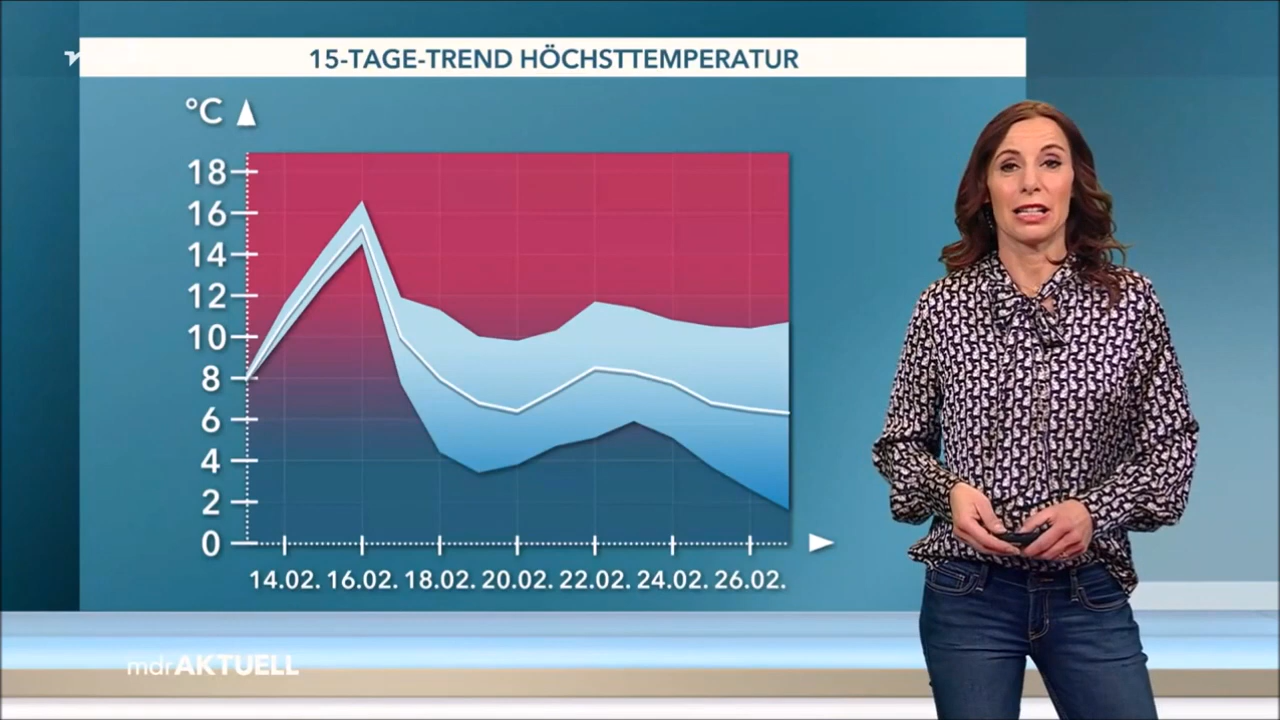 15-TAGE-TREND HÖCHSTTEMPERATUR
°C
18
16
14
12
10
8
6
4
2
0
14.02. 16.02. 18.02. 20.02. 22.02. 24.02. 26.02.
mdrAKTUELL